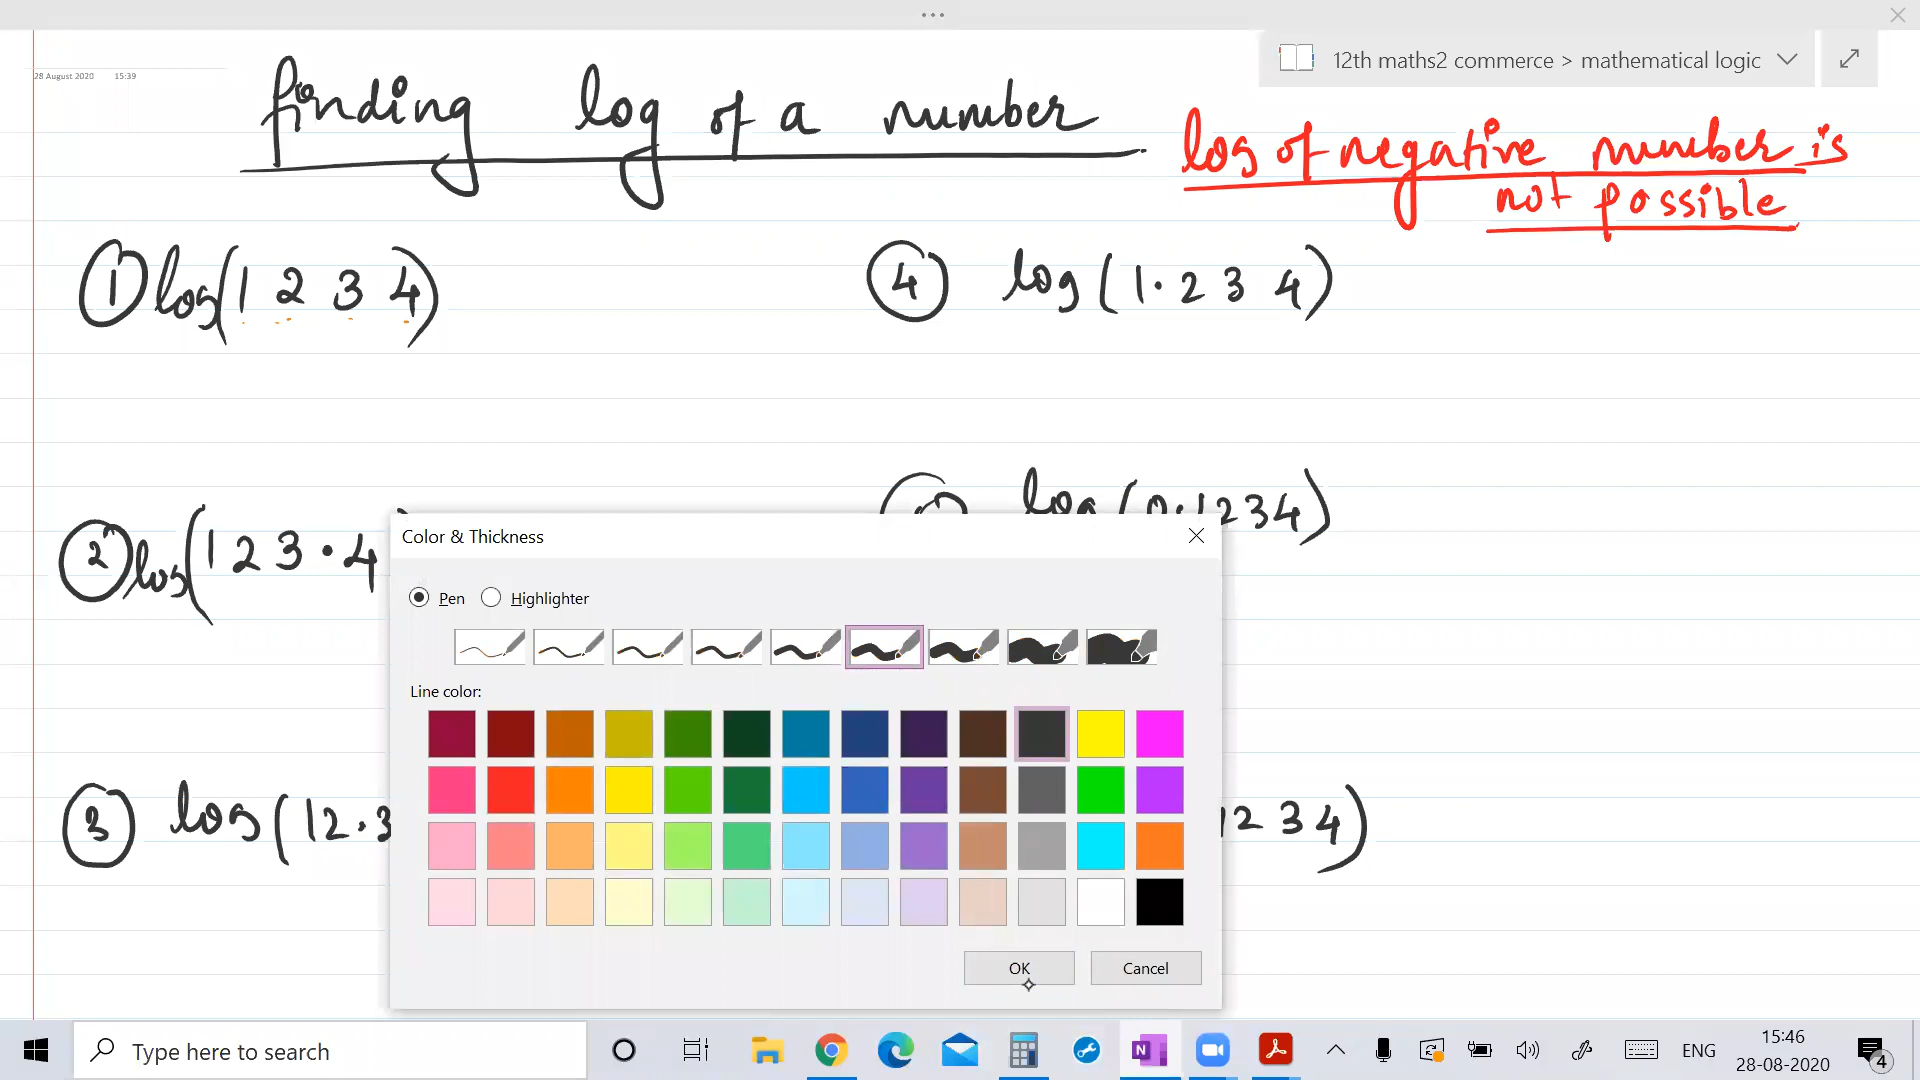 12th maths2 commerce > mathematical logic
28 August 2020 15:39
finding log of a number
log of negative number is
not possible
① log(1 2 3 4)
④ log(1.2 3 4)
log(0.1234)
② log(1 2 3 . 4
③ log(12.3
1234)
Color & Thickness
Pen Highlighter
Line color:
OK Cancel
Type here to search
ENG
15:46
28-08-2020
4